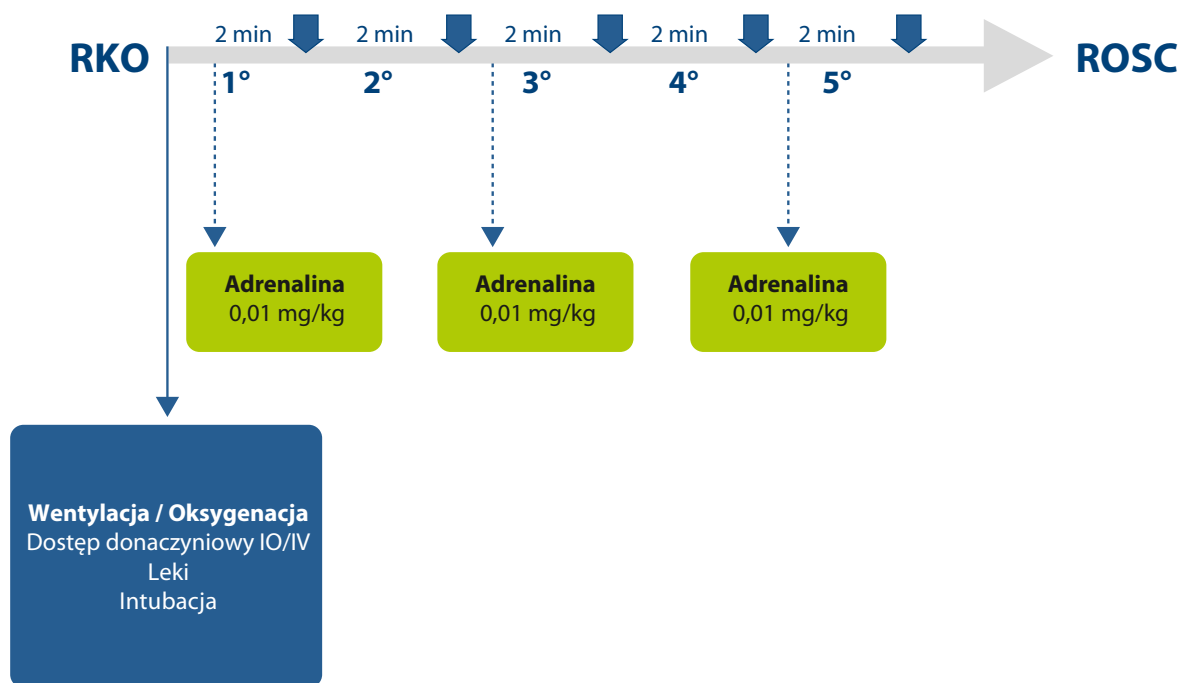 2 min
2 min
2 min
2 min
2 min
RKO
ROSC
1°
2°
3°
4°
5°
Adrenalina
0,01 mg/kg
Adrenalina
0,01 mg/kg
Adrenalina
0,01 mg/kg
Wentylacja / Oksygenacja
Dostęp donaczyniowy IO/IV
Leki
Intubacja